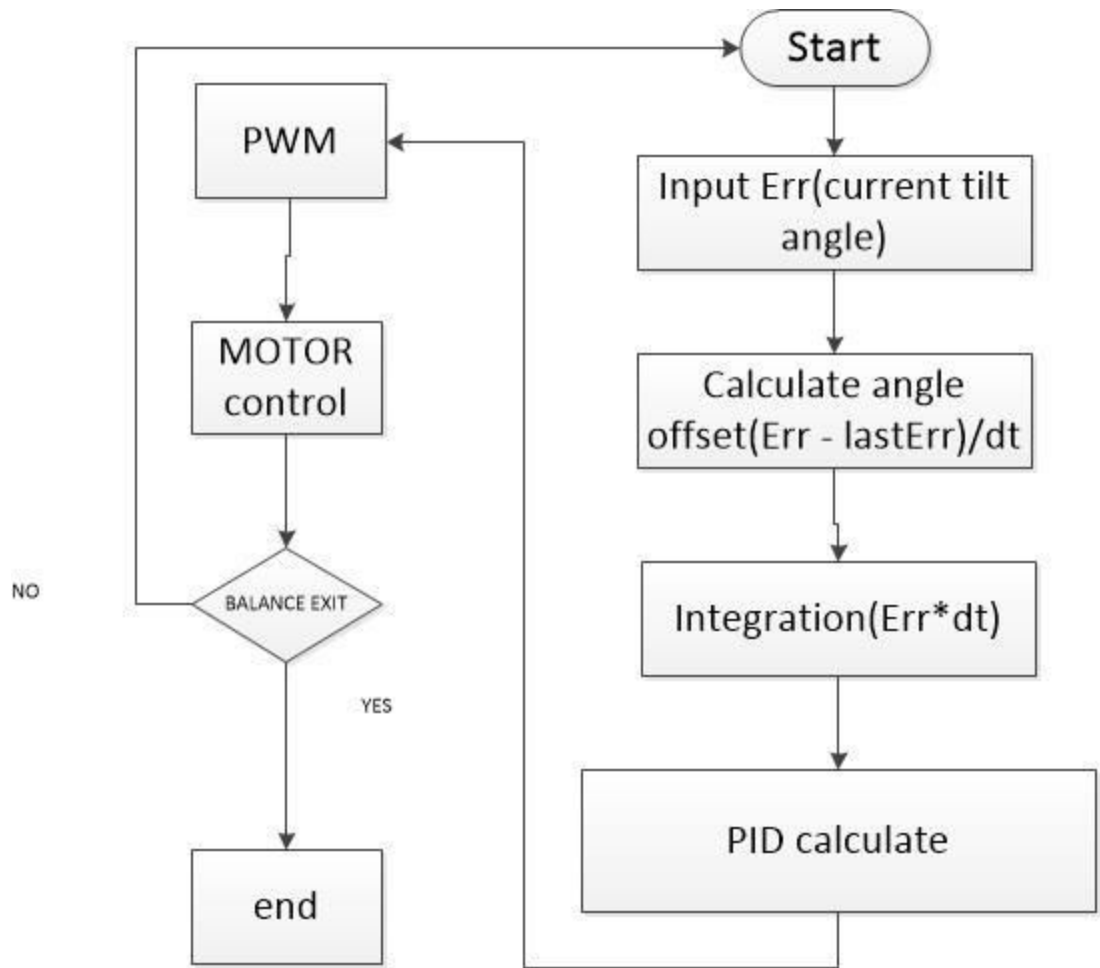 Start
Input Err(current tilt
angle)
Calculate angle
offset(Err - lastErr)/dt
Integration(Err*dt)
PID calculate
PWM
MOTOR
control
BALANCE EXIT
NO
YES
end